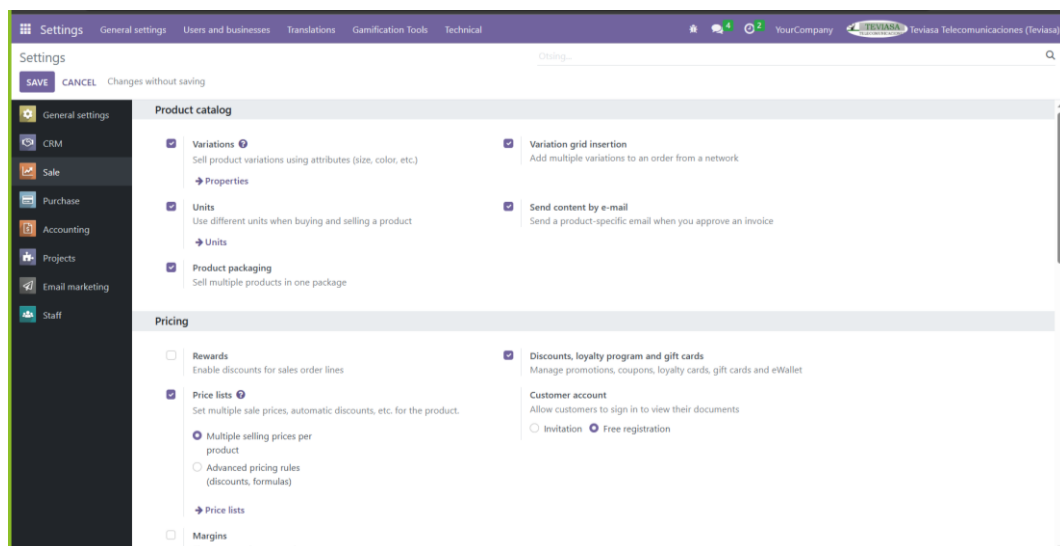 Settings General settings Users and businesses Translations Gamification Tools Technical 4 2 YourCompany TEVIASA Teviasa Telecomunicaciones (Teviasa)
Settings
SAVE CANCEL Changes without saving
General settings
CRM
Sale
Purchase
Accounting
Projects
Email marketing
Staff
Product catalog
Variations
Sell product variations using attributes (size, color, etc.)
Properties
Variation grid insertion
Add multiple variations to an order from a network
Units
Use different units when buying and selling a product
Units
Send content by e-mail
Send a product-specific email when you approve an invoice
Product packaging
Sell multiple products in one package
Pricing
Rewards
Enable discounts for sales order lines
Discounts, loyalty program and gift cards
Manage promotions, coupons, loyalty cards, gift cards and eWallet
Price lists
Set multiple sale prices, automatic discounts, etc. for the product.
Multiple selling prices per
product
Advanced pricing rules
(discounts, formulas)
Price lists
Customer account
Allow customers to sign in to view their documents
Invitation Free registration
Margins